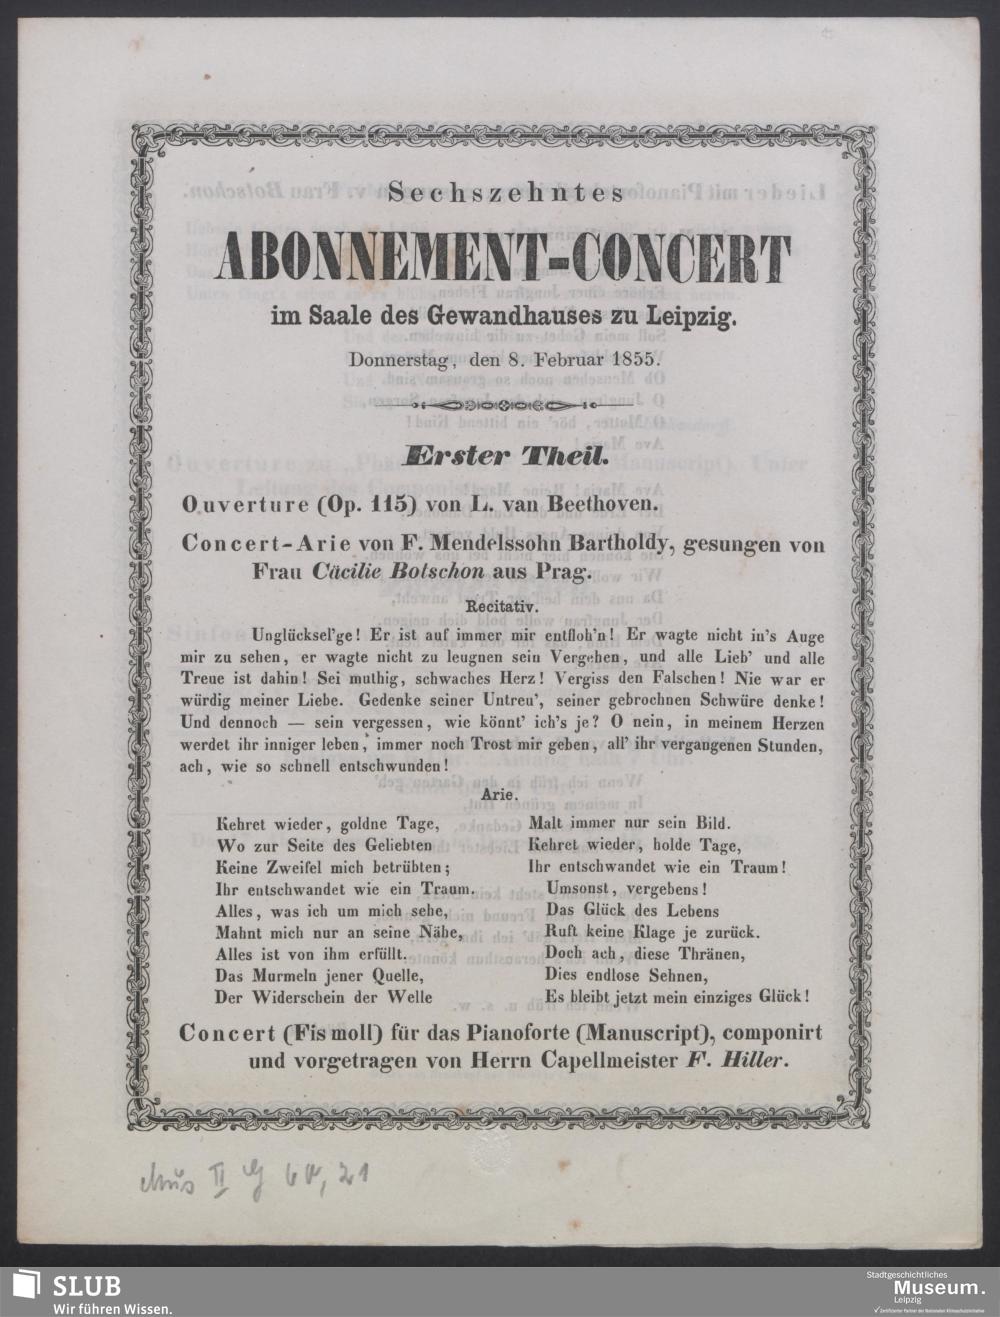 Sechszehntes
ABONNEMENT-CONCERT
im Saale des Gewandhauses zu Leipzig.
Donnerstag, den 8. Februar 1855.
Erster Theil.
Ouverture (Op. 115) von L. van Beethoven.
Concert-Arie von F. Mendelssohn Bartholdy, gesungen von
Frau Cäcilie Botschon aus Prag.
Recitativ.
Unglücksel'ge! Er ist auf immer mir entfloh'n! Er wagte nicht in's Auge
mir zu sehen, er wagte nicht zu leugnen sein Vergehen, und alle Lieb' und alle
Treue ist dahin! Sei muthig, schwaches Herz! Vergiss den Falschen! Nie war er
würdig meiner Liebe. Gedenke seiner Untreu', seiner gebrochnen Schwüre denke!
Und dennoch — sein vergessen, wie könnt' ich's je? O nein, in meinem Herzen
werdet ihr inniger leben, immer noch Trost mir geben, all' ihr vergangenen Stunden,
ach, wie so schnell entschwunden!
Arie.
Kehret wieder, goldne Tage,
Wo zur Seite des Geliebten
Keine Zweifel mich betrübten;
Ihr entschwandet wie ein Traum.
Alles, was ich um mich sehe,
Mahnt mich nur an seine Nähe,
Alles ist von ihm erfüllt.
Das Murmeln jener Quelle,
Der Widerschein der Welle
Malt immer nur sein Bild.
Kehret wieder, holde Tage,
Ihr entschwandet wie ein Traum!
Umsonst, vergebens!
Das Glück des Lebens
Ruft keine Klage je zurück.
Doch ach, diese Thränen,
Dies endlose Sehnen,
Es bleibt jetzt mein einziges Glück!
Concert (Fis moll) für das Pianoforte (Manuscript), componirt
und vorgetragen von Herrn Capellmeister F. Hiller.
Mus II
SLUB
Wir führen Wissen.
Stadtgeschichtliches
Museum.
Leipzig
Zertifizierter Partner der Nationalen Klimaschutzinitiative